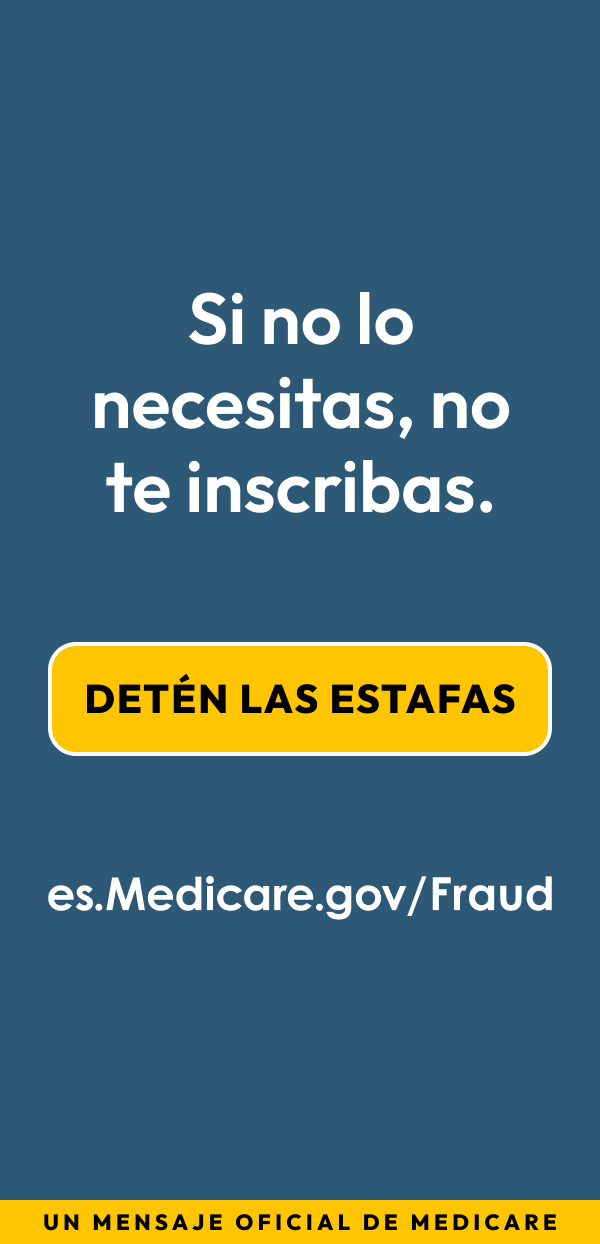 Si no lo
necesitas, no
te inscribas.
DETÉN LAS ESTAFAS
es.Medicare.gov/Fraud
UN MENSAJE OFICIAL DE MEDICARE